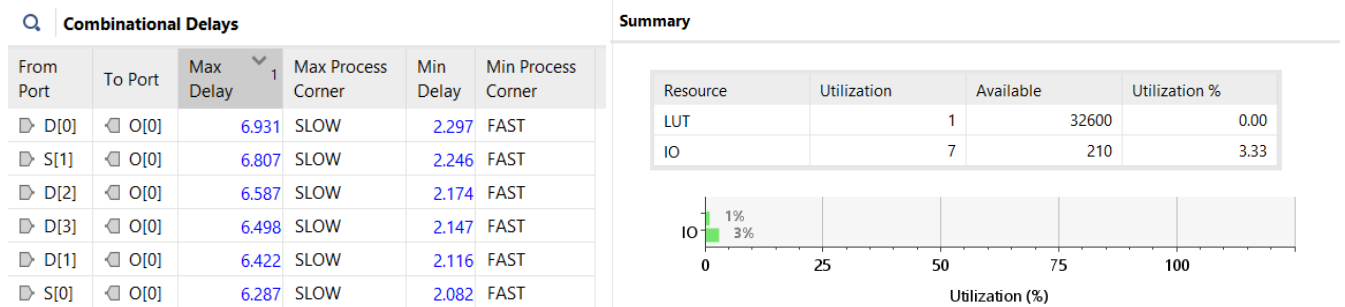 Combinational Delays
From Port To Port Max Delay 1 Max Process Corner Min Delay Min Process Corner
D[0] O[0] 6.931 SLOW 2.297 FAST
S[1] O[0] 6.807 SLOW 2.246 FAST
D[2] O[0] 6.587 SLOW 2.174 FAST
D[3] O[0] 6.498 SLOW 2.147 FAST
D[1] O[0] 6.422 SLOW 2.116 FAST
S[0] O[0] 6.287 SLOW 2.082 FAST
Summary
Resource Utilization Available Utilization %
LUT 1 32600 0.00
IO 7 210 3.33
1%
IO 3%
0 25 50 75 100
Utilization (%)